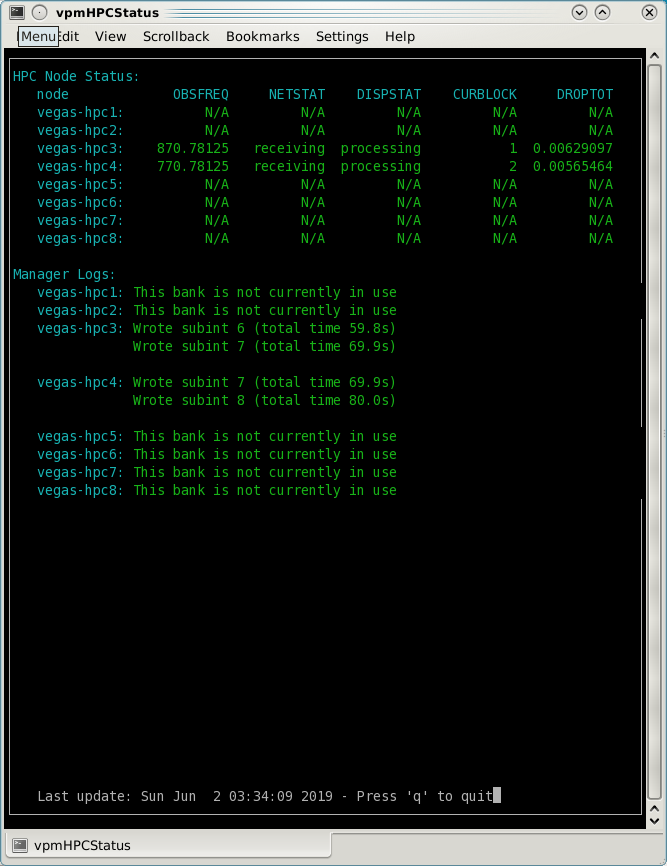 vpmHPCStatus
Menu Edit View Scrollback Bookmarks Settings Help
HPC Node Status:
node OBSFREQ NETSTAT DISPSTAT CURBLOCK DROPTOT
vegas-hpc1: N/A N/A N/A N/A N/A
vegas-hpc2: N/A N/A N/A N/A N/A
vegas-hpc3: 870.78125 receiving processing 1 0.00629097
vegas-hpc4: 770.78125 receiving processing 2 0.00565464
vegas-hpc5: N/A N/A N/A N/A N/A
vegas-hpc6: N/A N/A N/A N/A N/A
vegas-hpc7: N/A N/A N/A N/A N/A
vegas-hpc8: N/A N/A N/A N/A N/A
Manager Logs:
vegas-hpc1: This bank is not currently in use
vegas-hpc2: This bank is not currently in use
vegas-hpc3: Wrote subint 6 (total time 59.8s)
Wrote subint 7 (total time 69.9s)
vegas-hpc4: Wrote subint 7 (total time 69.9s)
Wrote subint 8 (total time 80.0s)
vegas-hpc5: This bank is not currently in use
vegas-hpc6: This bank is not currently in use
vegas-hpc7: This bank is not currently in use
vegas-hpc8: This bank is not currently in use
Last update: Sun Jun  2 03:34:09 2019 - Press 'q' to quit
vpmHPCStatus